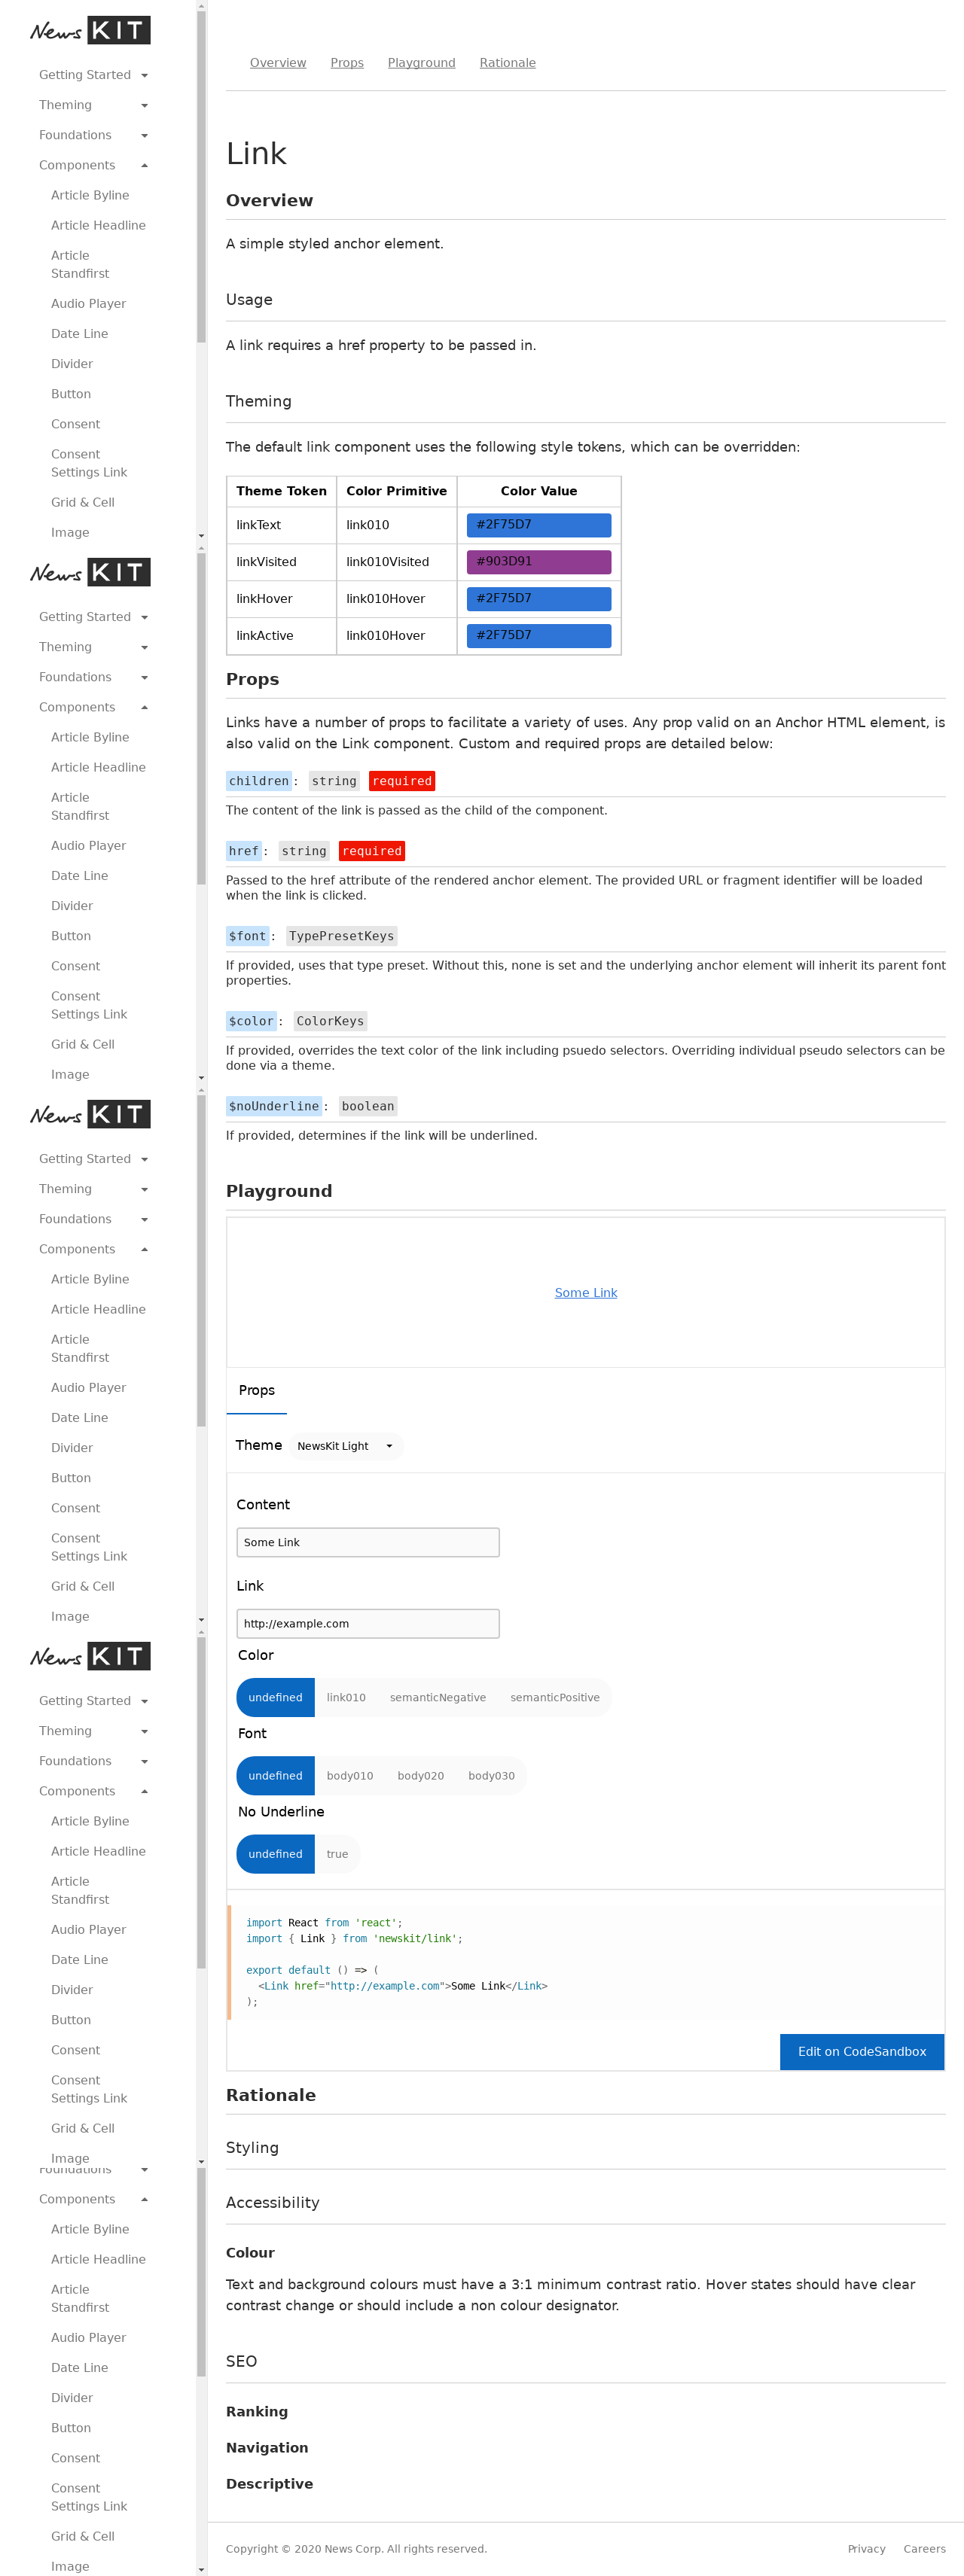 News KIT
Getting Started
Theming
Foundations
Components
Article Byline
Article Headline
Article
Standfirst
Audio Player
Date Line
Divider
Button
Consent
Consent
Settings Link
Grid & Cell
Image
News KIT
Getting Started
Theming
Foundations
Components
Article Byline
Article Headline
Article
Standfirst
Audio Player
Date Line
Divider
Button
Consent
Consent
Settings Link
Grid & Cell
Image
News KIT
Getting Started
Theming
Foundations
Components
Article Byline
Article Headline
Article
Standfirst
Audio Player
Date Line
Divider
Button
Consent
Consent
Settings Link
Grid & Cell
Image
News KIT
Getting Started
Theming
Foundations
Components
Article Byline
Article Headline
Article
Standfirst
Audio Player
Date Line
Divider
Button
Consent
Consent
Settings Link
Grid & Cell
Image
Foundations
Components
Article Byline
Article Headline
Article
Standfirst
Audio Player
Date Line
Divider
Button
Consent
Consent
Settings Link
Grid & Cell
Image
Overview Props Playground Rationale
Link
Overview
A simple styled anchor element.
Usage
A link requires a href property to be passed in.
Theming
The default link component uses the following style tokens, which can be overridden:
Theme Token Color Primitive Color Value
linkText link010 #2F75D7
linkVisited link010Visited #903D91
linkHover link010Hover #2F75D7
linkActive link010Hover #2F75D7
Props
Links have a number of props to facilitate a variety of uses. Any prop valid on an Anchor HTML element, is
also valid on the Link component. Custom and required props are detailed below:
children: string required
The content of the link is passed as the child of the component.
href: string required
Passed to the href attribute of the rendered anchor element. The provided URL or fragment identifier will be loaded
when the link is clicked.
$font: TypePresetKeys
If provided, uses that type preset. Without this, none is set and the underlying anchor element will inherit its parent font
properties.
$color: ColorKeys
If provided, overrides the text color of the link including psuedo selectors. Overriding individual pseudo selectors can be
done via a theme.
$noUnderline: boolean
If provided, determines if the link will be underlined.
Playground
Some Link
Props
Theme NewsKit Light
Content
Some Link
Link
http://example.com
Color
undefined link010 semanticNegative semanticPositive
Font
undefined body010 body020 body030
No Underline
undefined true
import React from 'react';
import { Link } from 'newskit/link';
export default () => (
<Link href="http://example.com">Some Link</Link>
);
Edit on CodeSandbox
Rationale
Styling
Accessibility
Colour
Text and background colours must have a 3:1 minimum contrast ratio. Hover states should have clear
contrast change or should include a non colour designator.
SEO
Ranking
Navigation
Descriptive
Copyright © 2020 News Corp. All rights reserved. Privacy Careers